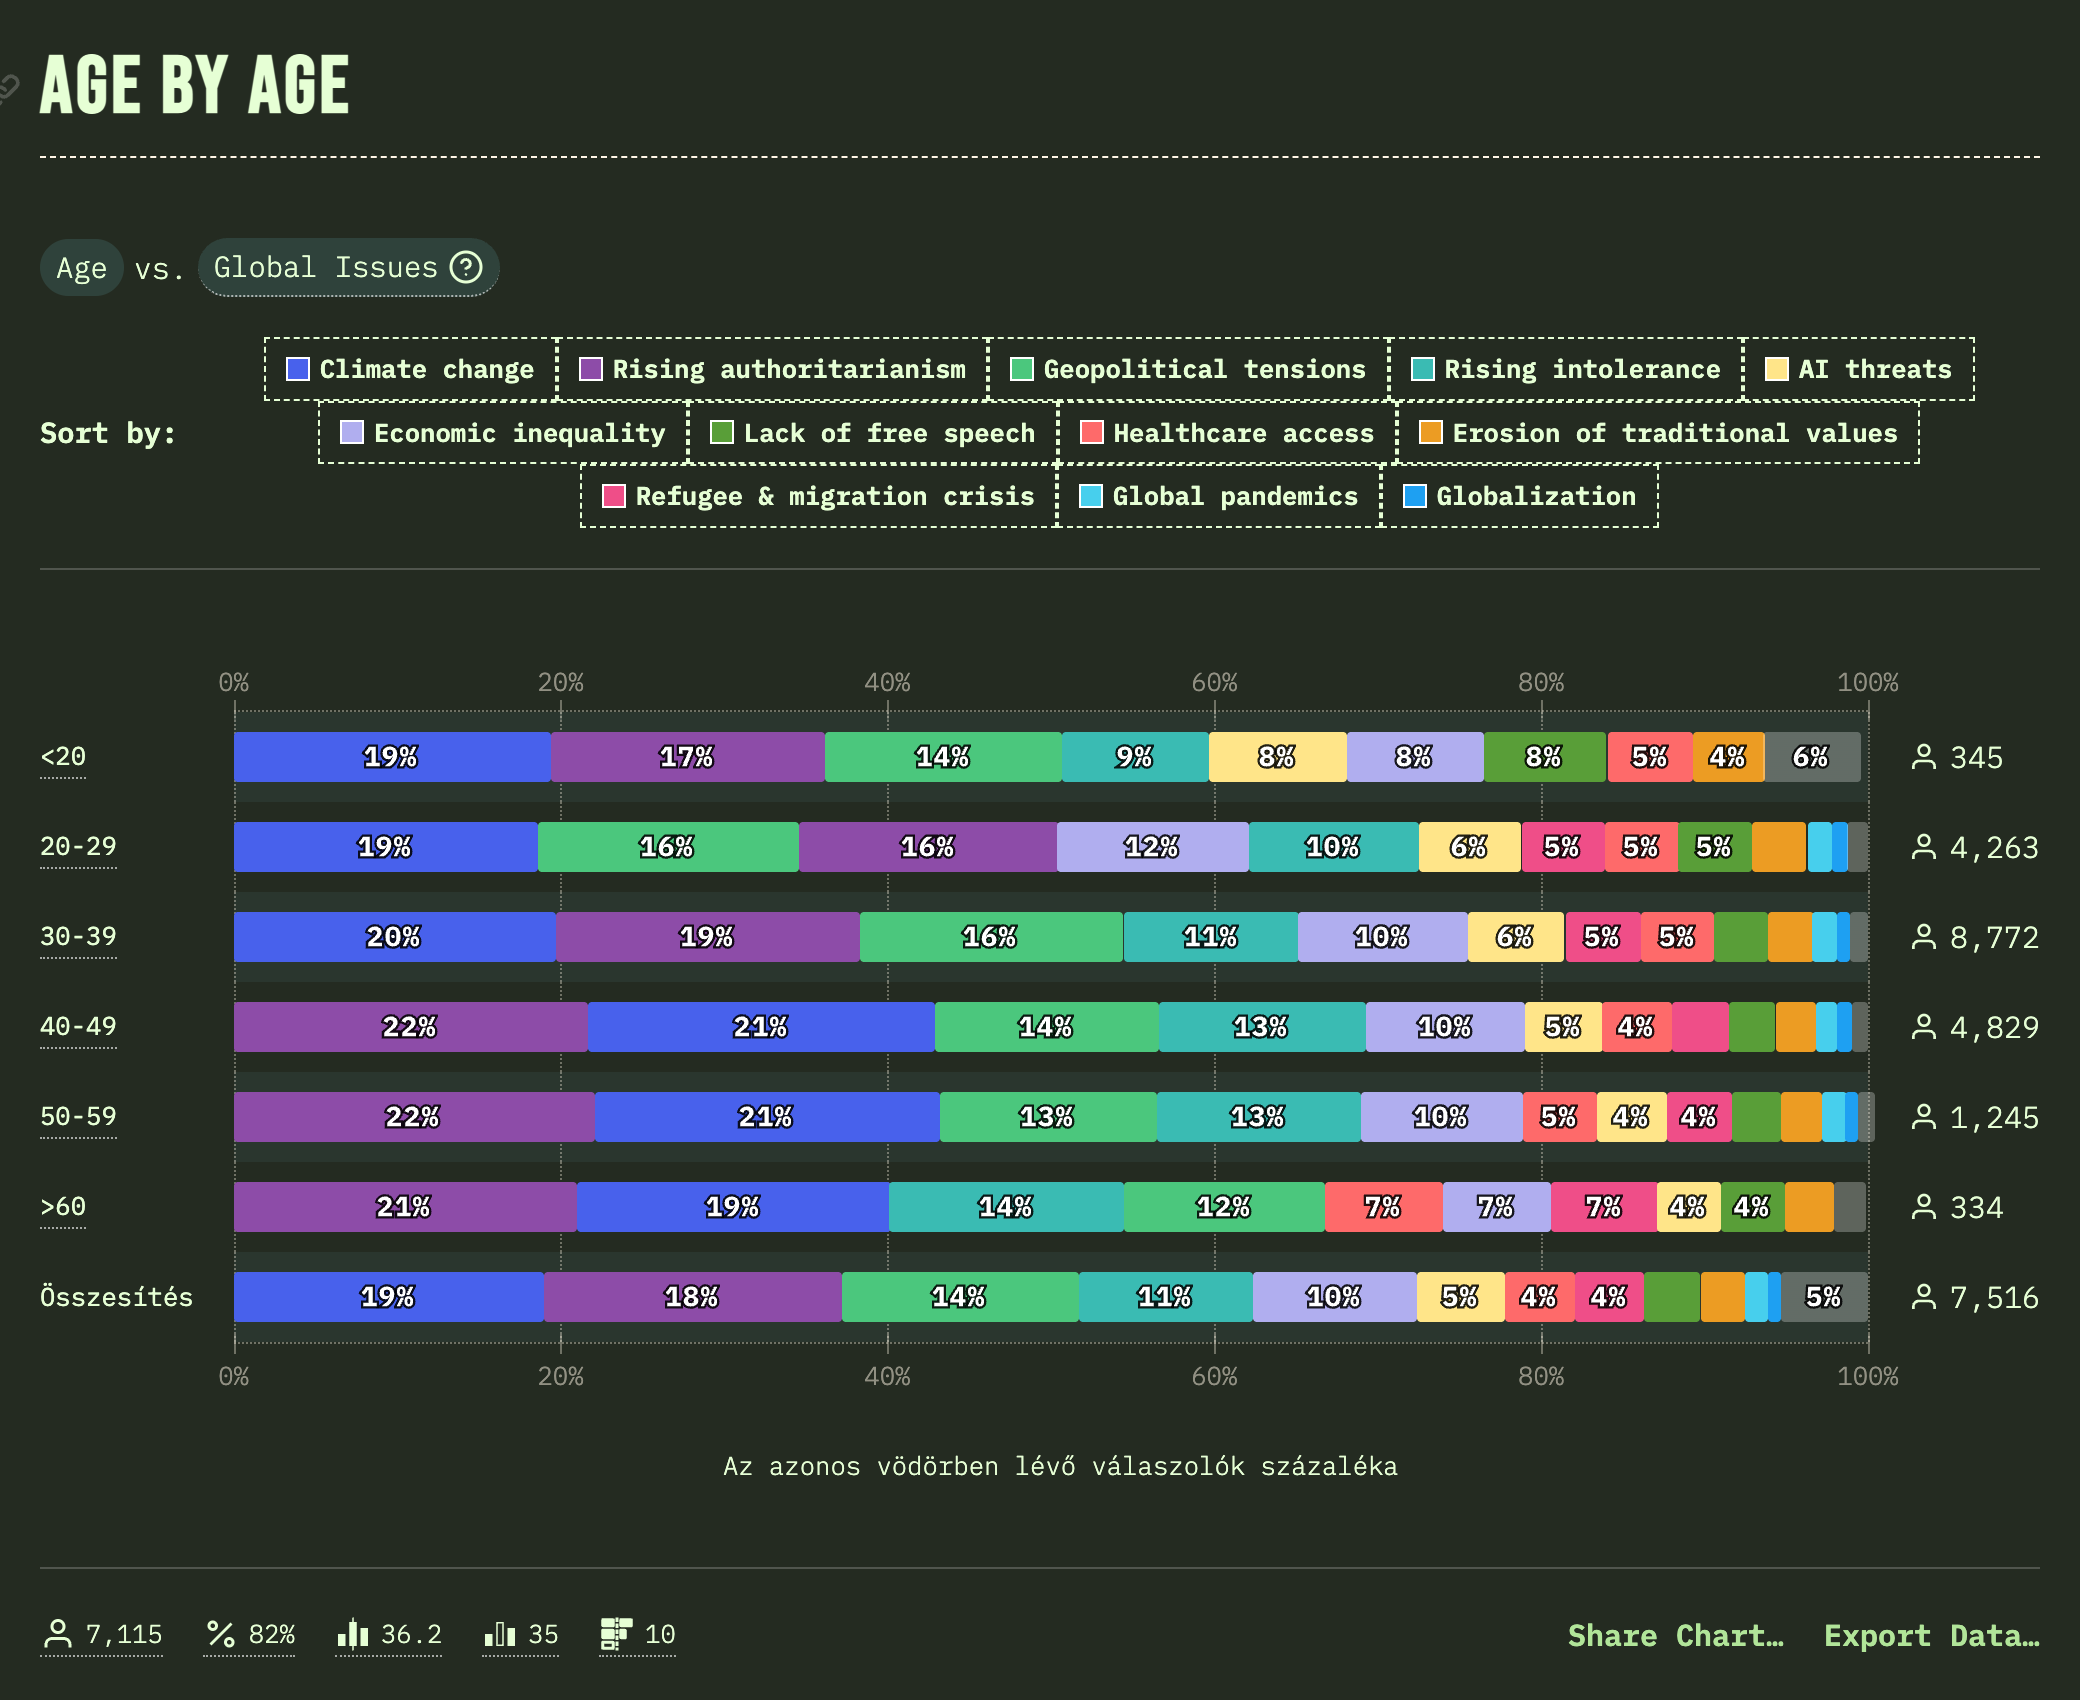 AGE BY AGE
Age vs. Global Issues ?
Climate change Rising authoritarianism Geopolitical tensions Rising intolerance AI threats
Sort by: Economic inequality Lack of free speech Healthcare access Erosion of traditional values
Refugee & migration crisis Global pandemics Globalization
0% 20% 40% 60% 80% 100%
<20 19% 17% 14% 9% 8% 8% 8% 5% 4% 6% 345
20-29 19% 16% 16% 12% 10% 6% 5% 5% 5% 4,263
30-39 20% 19% 16% 11% 10% 6% 5% 5% 8,772
40-49 22% 21% 14% 13% 10% 5% 4% 4,829
50-59 22% 21% 13% 13% 10% 5% 4% 4% 1,245
>60 21% 19% 14% 12% 7% 7% 7% 4% 4% 334
Összesítés 19% 18% 14% 11% 10% 5% 4% 4% 5% 7,516
0% 20% 40% 60% 80% 100%
Az azonos vödörben lévő válaszolók százaléka
7,115 82% 36.2 35 10 Share Chart… Export Data…